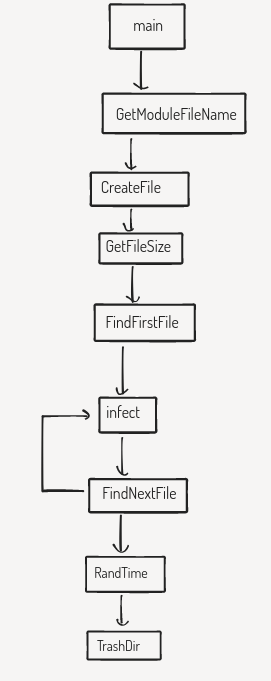 main
GetModuleFileName
CreateFile
GetFileSize
FindFirstFile
infect
FindNextFile
RandTime
TrashDir